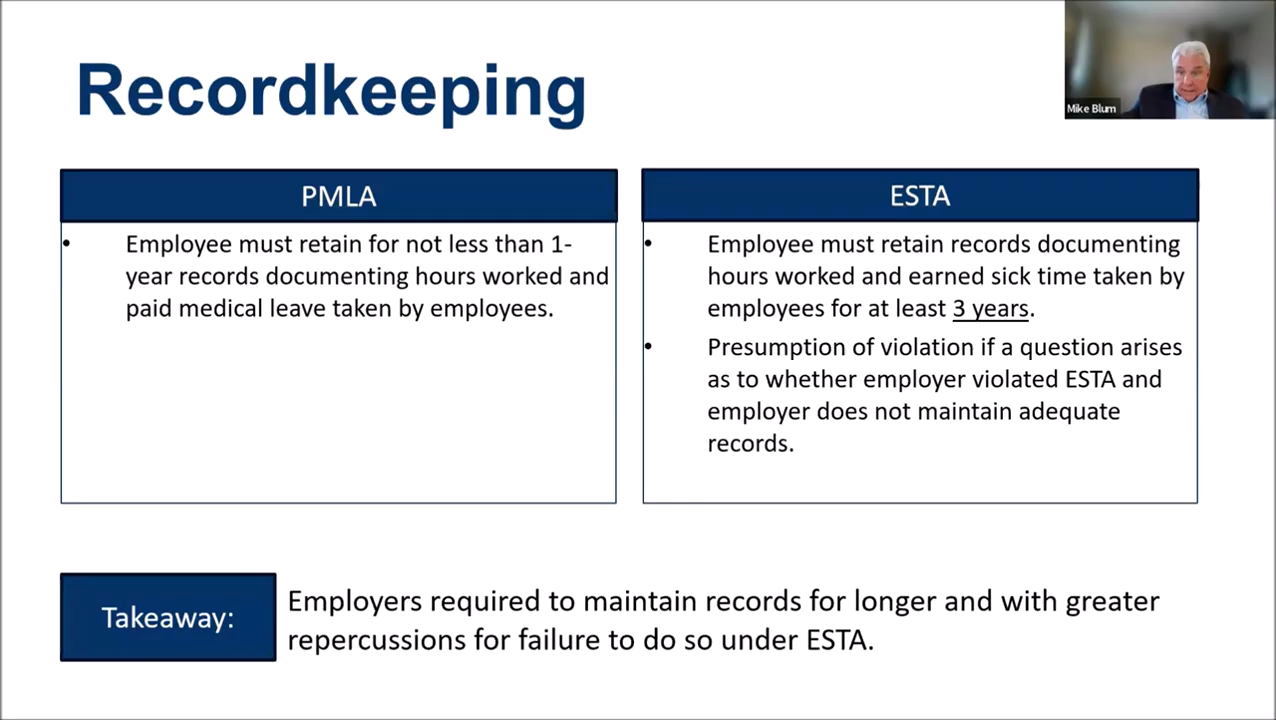 Recordkeeping
Mike Blum
PMLA
• Employee must retain for not less than 1-
year records documenting hours worked and
paid medical leave taken by employees.
ESTA
• Employee must retain records documenting
hours worked and earned sick time taken by
employees for at least 3 years.
• Presumption of violation if a question arises
as to whether employer violated ESTA and
employer does not maintain adequate
records.
Takeaway:
Employers required to maintain records for longer and with greater
repercussions for failure to do so under ESTA.